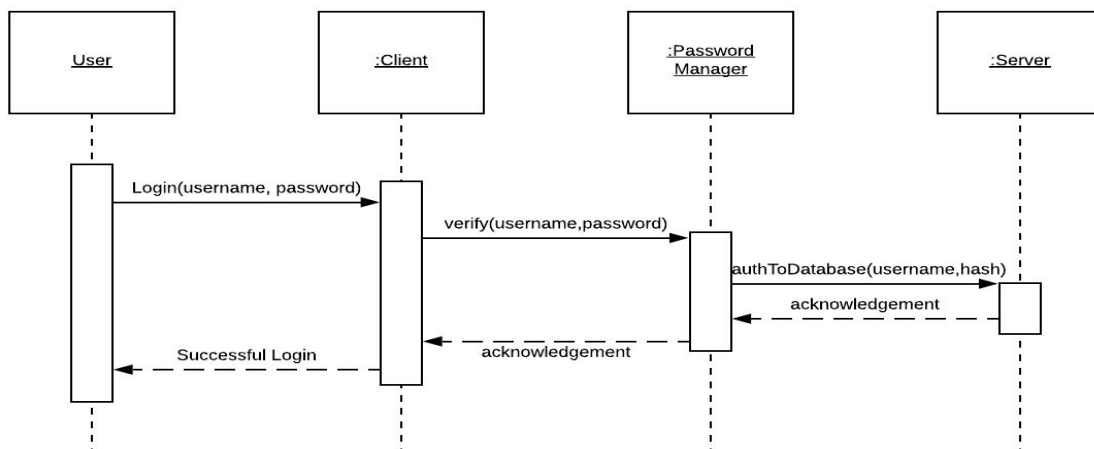 User
:Client
:Password
Manager
:Server
Login(username, password)
verify(username,password)
authToDatabase(username,hash)
acknowledgement
acknowledgement
Successful Login